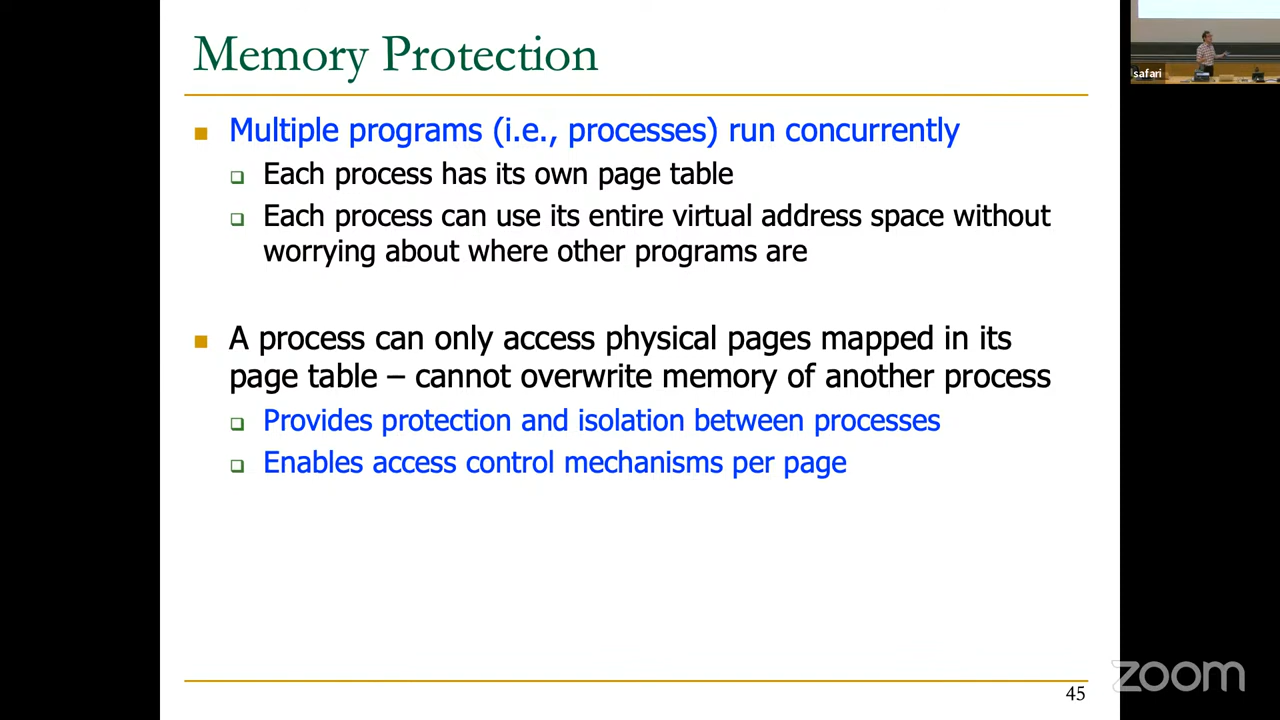 Memory Protection
Multiple programs (i.e., processes) run concurrently
Each process has its own page table
Each process can use its entire virtual address space without
worrying about where other programs are
A process can only access physical pages mapped in its
page table – cannot overwrite memory of another process
Provides protection and isolation between processes
Enables access control mechanisms per page
45
safari
zoom